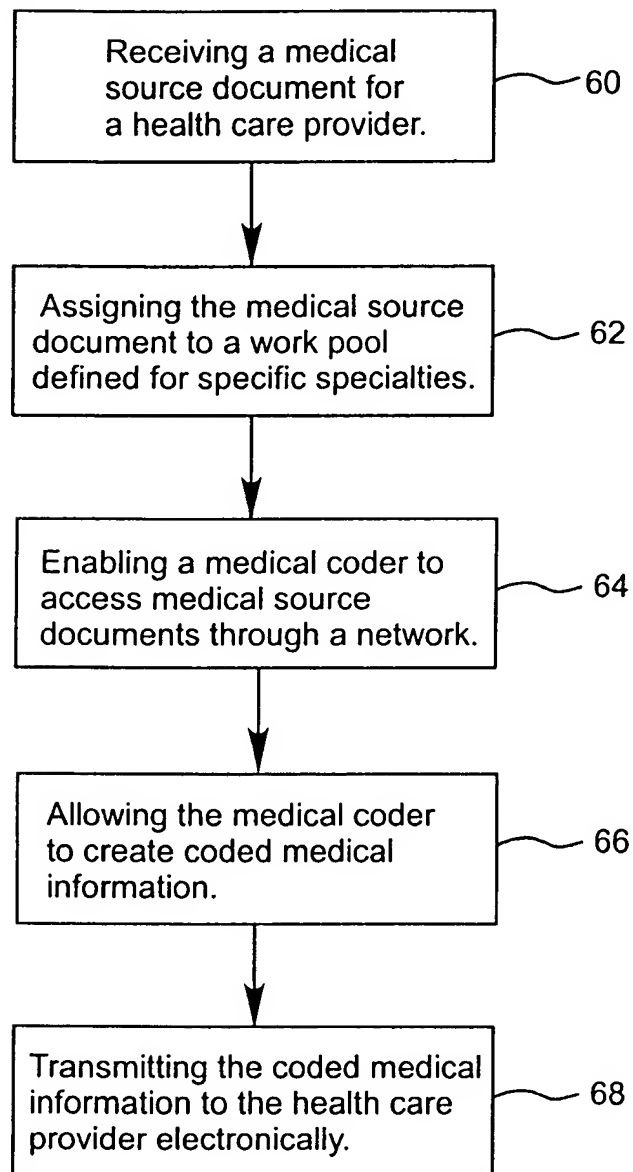 Receiving a medical
source document for
a health care provider.
60
Assigning the medical source
document to a work pool
defined for specific specialties.
62
Enabling a medical coder to
access medical source
documents through a network.
64
Allowing the medical coder
to create coded medical
information.
66
Transmitting the coded medical
information to the health care
provider electronically.
68